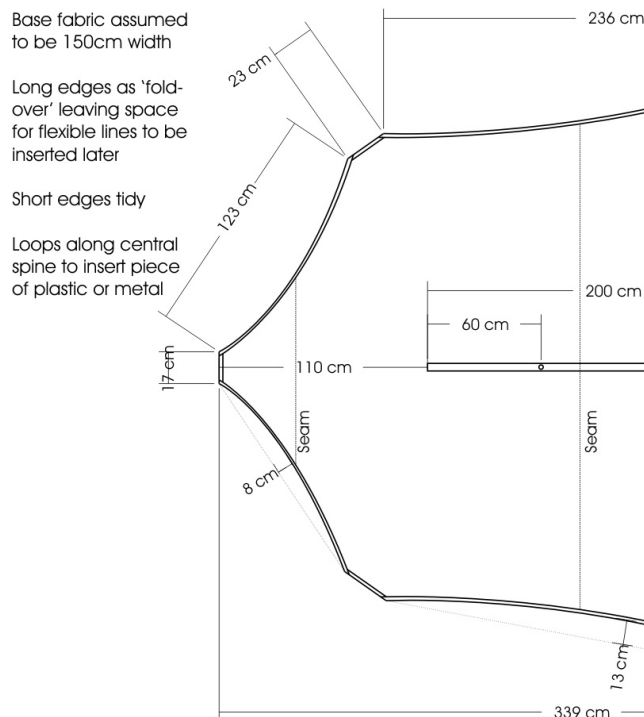 Base fabric assumed
to be 150cm width
Long edges as ‘fold-
over’ leaving space
for flexible lines to be
inserted later
Short edges tidy
Loops along central
spine to insert piece
of plastic or metal
236 cm
23 cm
123 cm
200 cm
60 cm
17 cm
110 cm
Seam
Seam
8 cm
13 cm
339 cm